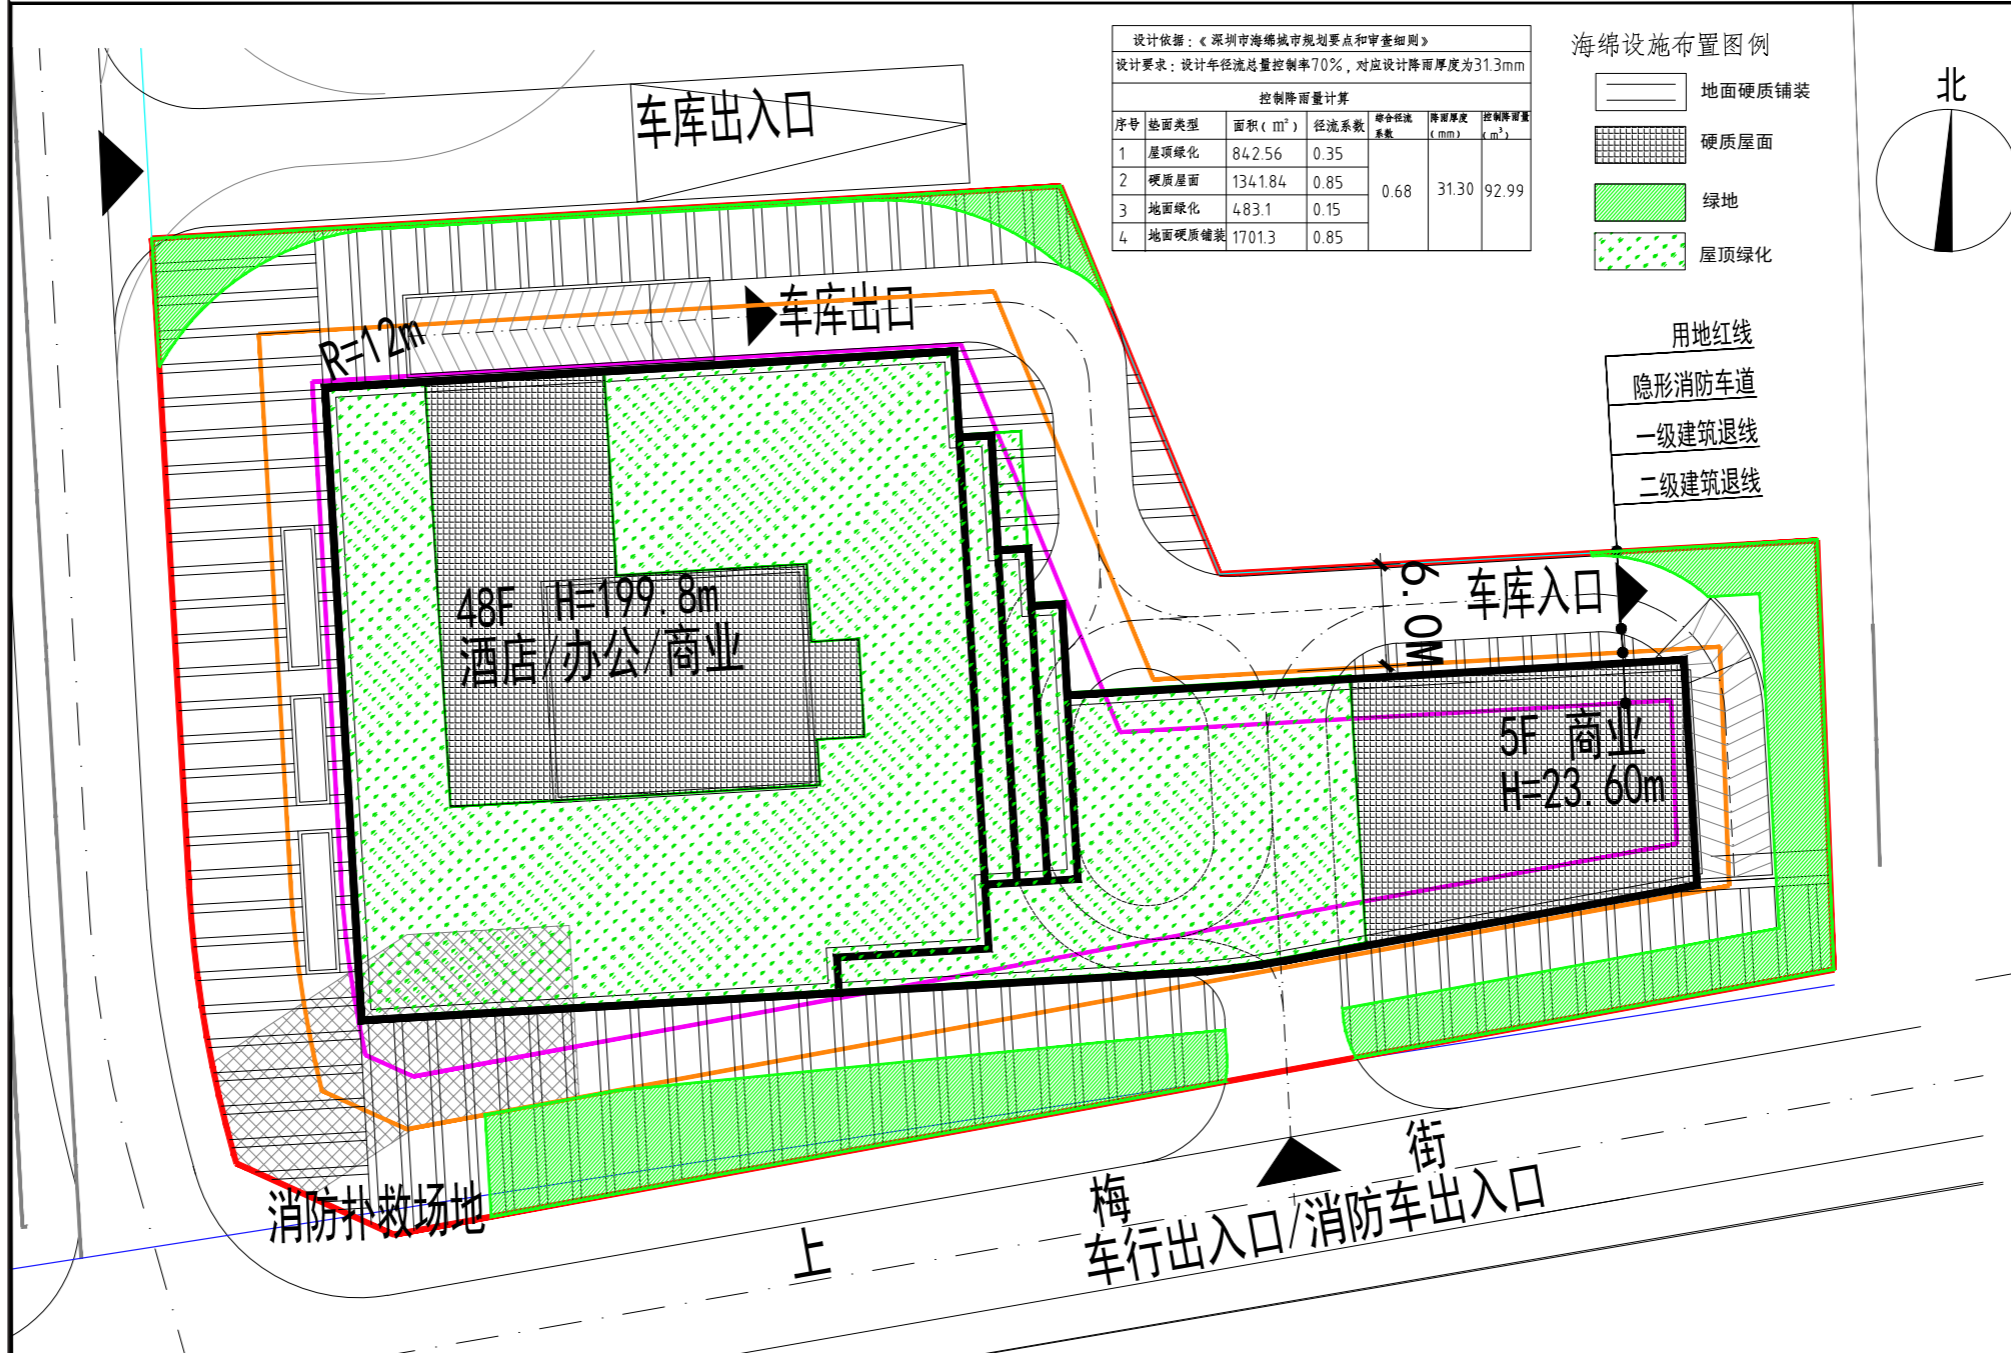 设计依据：《深圳市海绵城市规划要点和审查细则》
设计要求：设计年径流总量控制率70%，对应设计降雨厚度为31.3mm
控制降雨量计算
序号 垫面类型 面积（m²） 径流系数 综合径流系数 降雨厚度（mm） 控制降雨量（m³）
1 屋顶绿化 842.56 0.35
2 硬质屋面 1341.84 0.85
0.68 31.30 92.99
3 地面绿化 483.1 0.15
4 地面硬质铺装 1701.3 0.85
海绵设施布置图例
地面硬质铺装
硬质屋面
绿地
屋顶绿化
北
用地红线
隐形消防车道
一级建筑退线
二级建筑退线
车库出入口
车库出口
R=12m
48F H=199.8m
酒店/办公/商业
6.0M
车库入口
5F 商业
H=23.60m
消防扑救场地
上
梅
街
车行出入口/消防车出入口